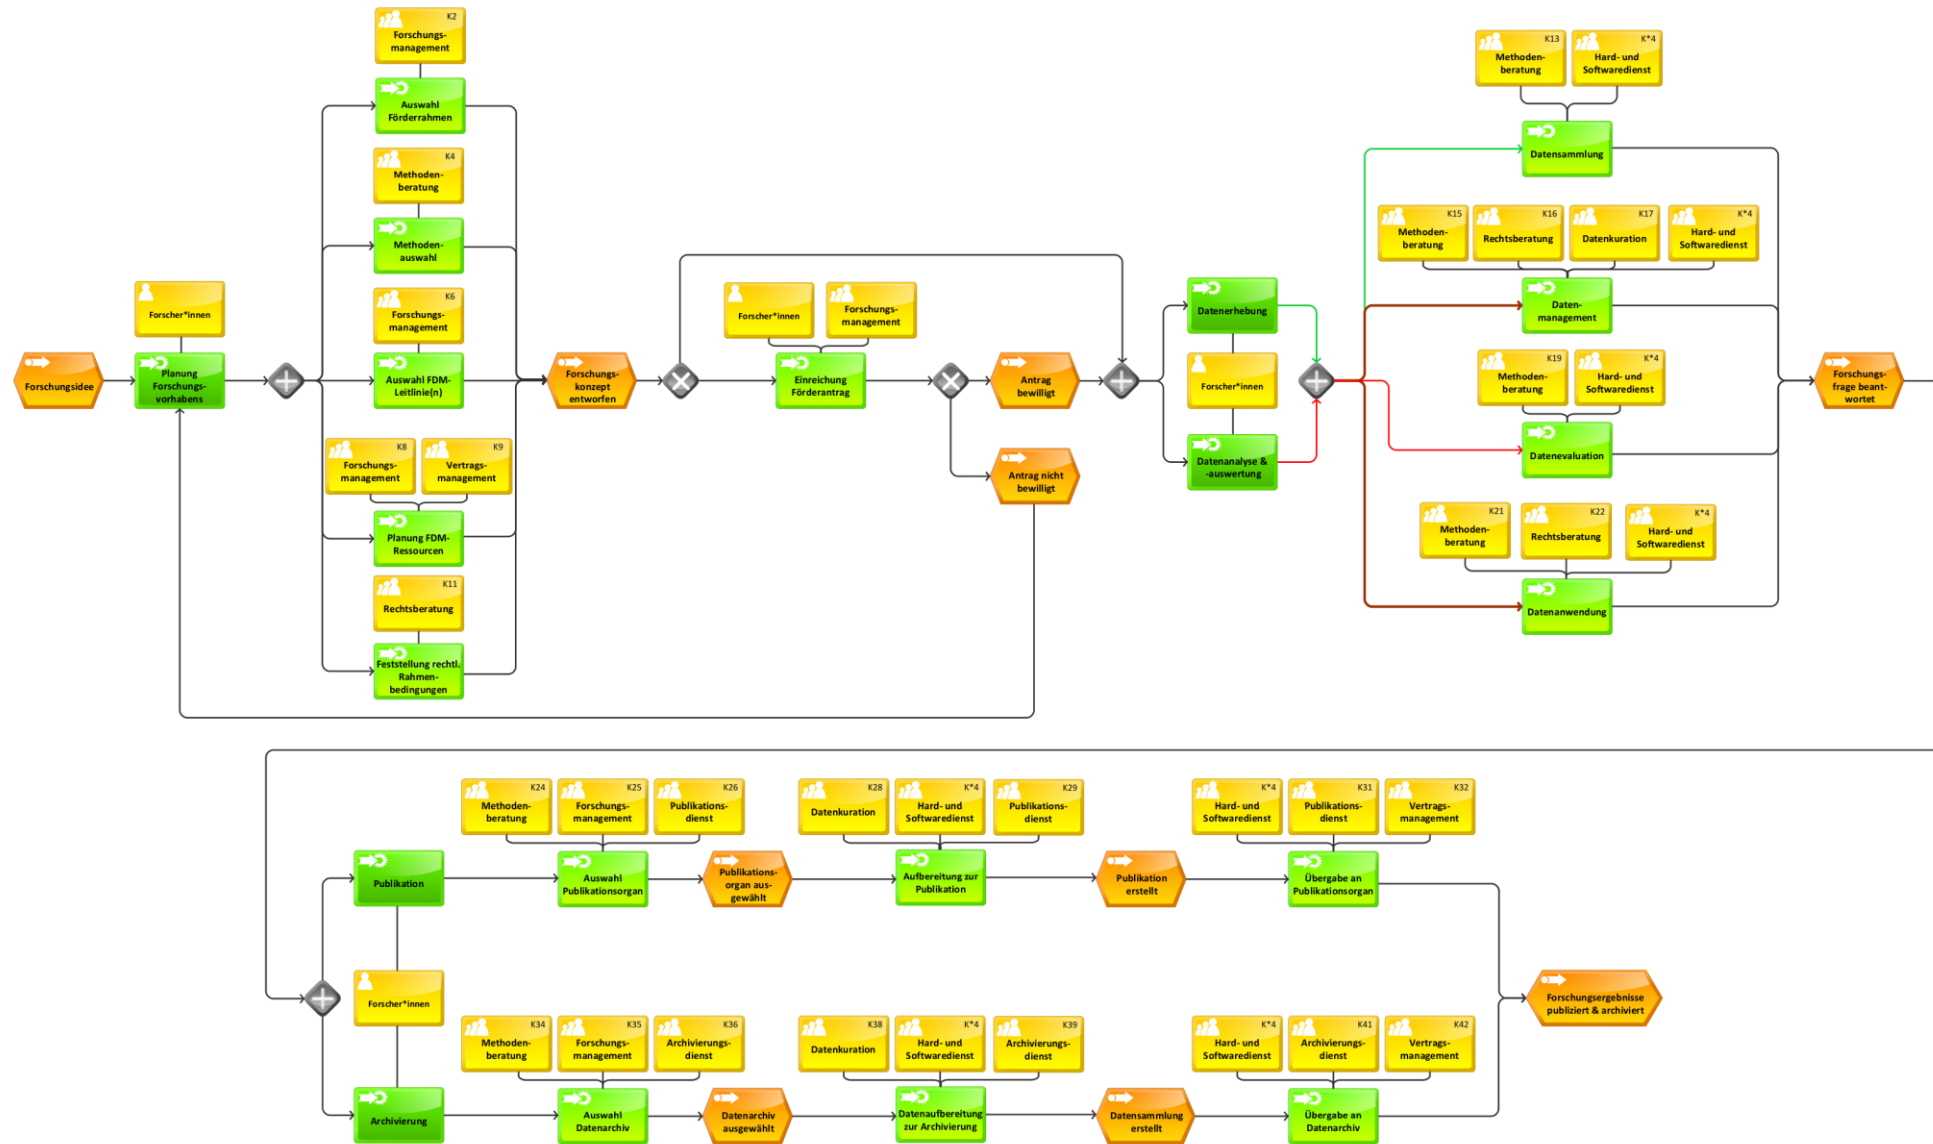 K2
Forschungs-
management
Auswahl
Förderrahmen
K4
Methoden-
beratung
Methoden-
auswahl
K6
Forschungs-
management
Auswahl FDM-
Leitlinie(n)
K8
Forschungs-
management
K9
Vertrags-
management
Planung FDM-
Ressourcen
K11
Rechtsberatung
Feststellung rechtl.
Rahmen-
bedingungen
Forscher*innen
Forschungsidee
Planung
Forschungs-
vorhabens
Forschungs-
konzept
entworfen
Forscher*innen
Forschungs-
management
Einreichung
Förderantrag
Antrag
bewilligt
Antrag nicht
bewilligt
Datenerhebung
Forscher*innen
Datenanalyse &
-auswertung
K13
Methoden-
beratung
K*4
Hard- und
Softwaredienst
Datensammlung
K15
Methoden-
beratung
K16
Rechtsberatung
K17
Datenkuration
K*4
Hard- und
Softwaredienst
Daten-
management
K19
Methoden-
beratung
K*4
Hard- und
Softwaredienst
Datenevaluation
K21
Methoden-
beratung
K22
Rechtsberatung
K*4
Hard- und
Softwaredienst
Datenanwendung
Forschungs-
frage beant-
wortet
K24
Methoden-
beratung
K25
Forschungs-
management
K26
Publikations-
dienst
K28
Datenkuration
K*4
Hard- und
Softwaredienst
K29
Publikations-
dienst
K*4
Hard- und
Softwaredienst
K31
Publikations-
dienst
K32
Vertrags-
management
Publikation
Auswahl
Publikationsorgan
Publikations-
organ aus-
gewählt
Aufbereitung zur
Publikation
Publikation
erstellt
Übergabe an
Publikationsorgan
Forscher*innen
Forschungsergebnisse
publiziert & archiviert
K34
Methoden-
beratung
K35
Forschungs-
management
K36
Archivierungs-
dienst
K38
Datenkuration
K*4
Hard- und
Softwaredienst
K39
Archivierungs-
dienst
K*4
Hard- und
Softwaredienst
K41
Archivierungs-
dienst
K42
Vertrags-
management
Archivierung
Auswahl
Datenarchiv
Datenarchiv
ausgewählt
Datenaufbereitung
zur Archivierung
Datensammlung
erstellt
Übergabe an
Datenarchiv